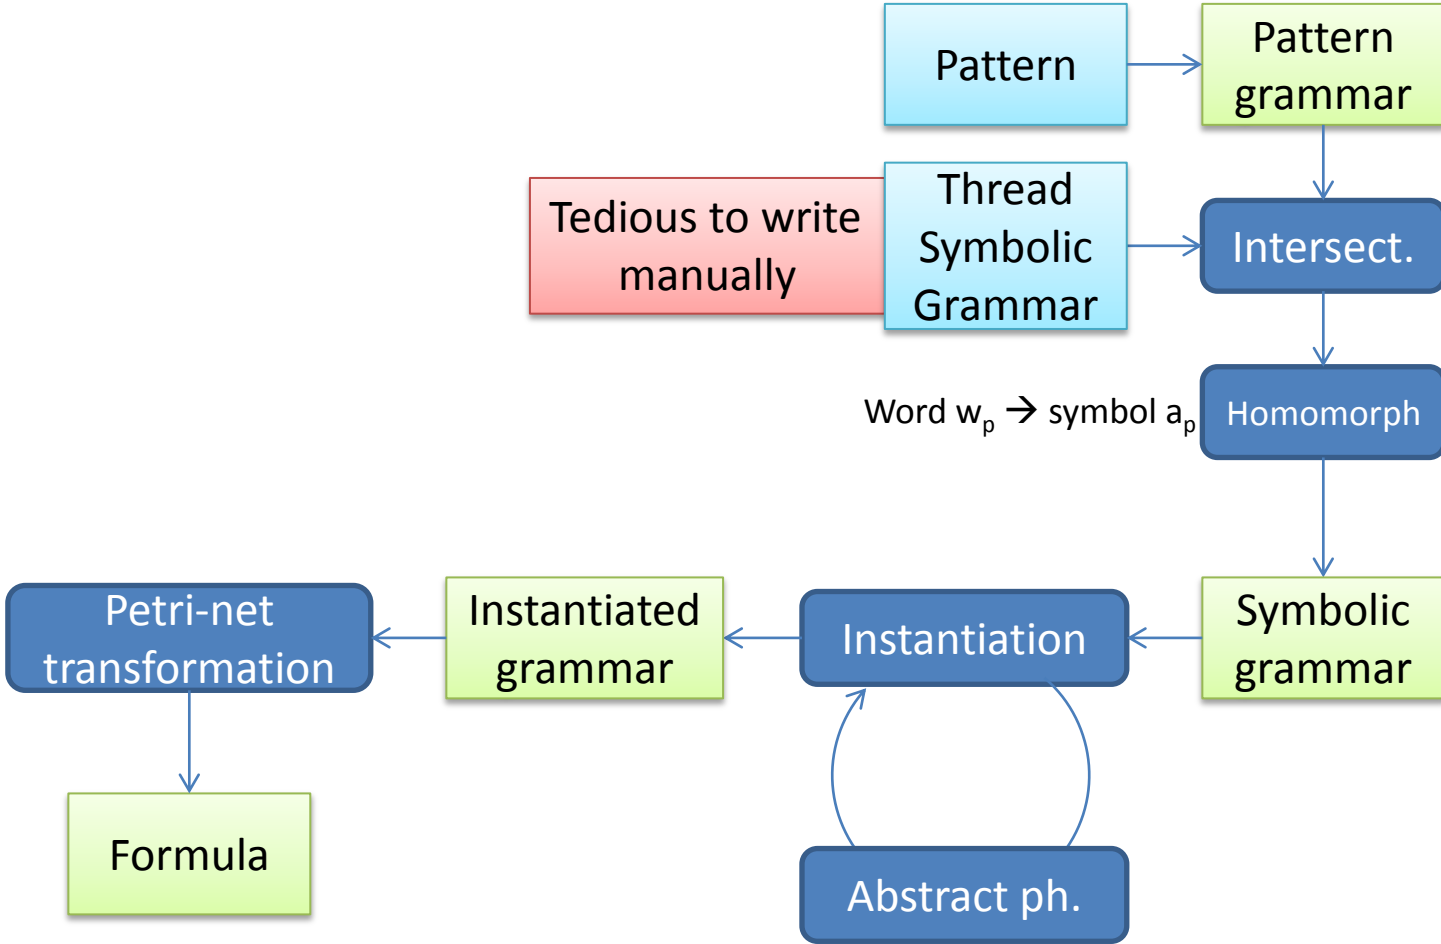 Pattern
Pattern
grammar
Tedious to write
manually
Thread
Symbolic
Grammar
Intersect.
Word wp → symbol ap
Homomorph
Petri-net
transformation
Instantiated
grammar
Instantiation
Symbolic
grammar
Formula
Abstract ph.